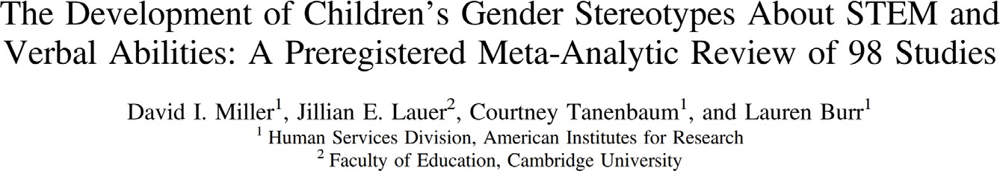 The Development of Children’s Gender Stereotypes About STEM and
Verbal Abilities: A Preregistered Meta-Analytic Review of 98 Studies
David I. Miller¹, Jillian E. Lauer², Courtney Tanenbaum¹, and Lauren Burr¹
¹ Human Services Division, American Institutes for Research
² Faculty of Education, Cambridge University